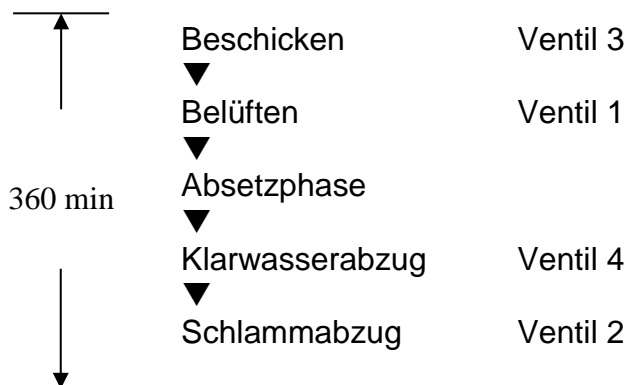 Beschicken Ventil 3
Belüften Ventil 1
360 min
Absetzphase
Klarwasserabzug Ventil 4
Schlammabzug Ventil 2